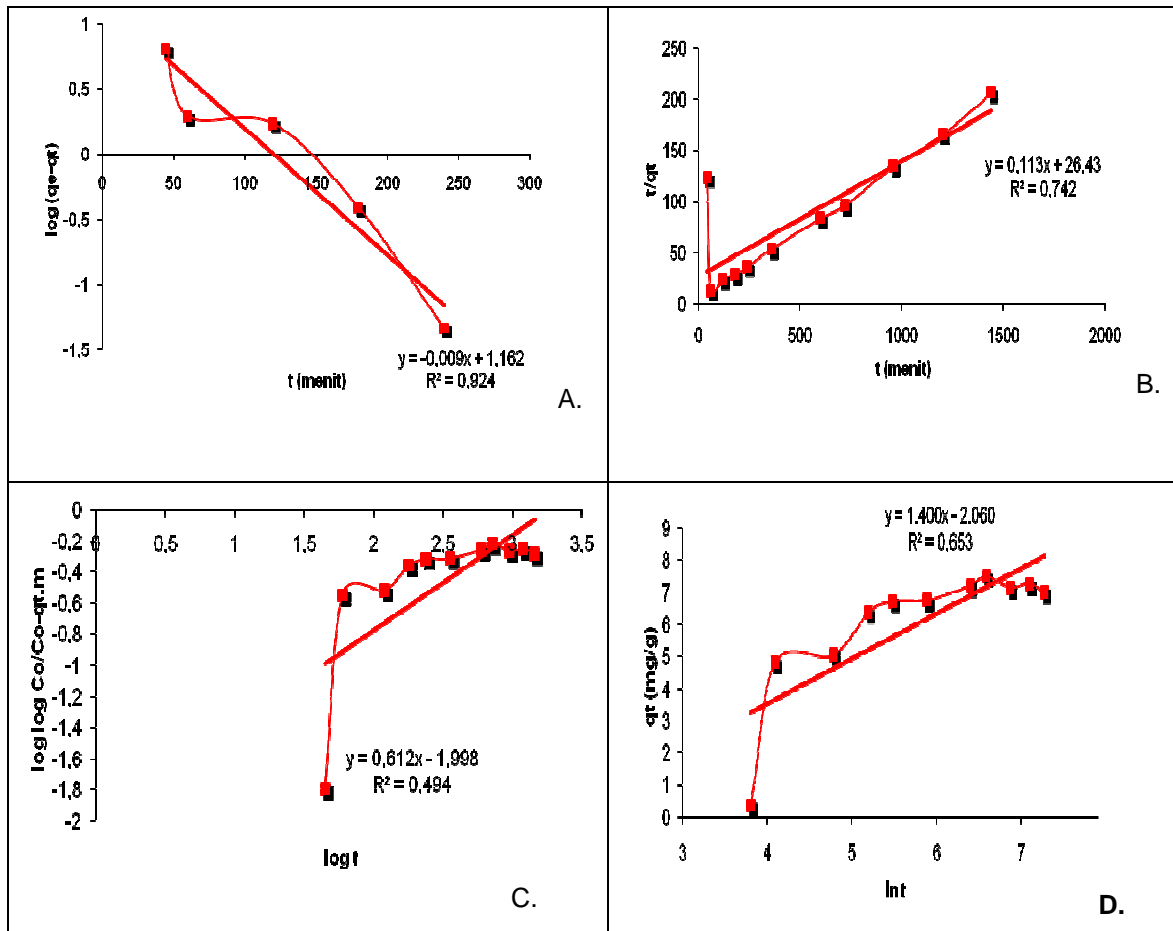 1
0,5
0
-0,5
-1
-1,5
0 50 100 150 200 250 300
log (qe-qt)
t (menit)
y = -0,009x + 1,162
R² = 0,924
A.
250
200
150
100
50
0
0 500 1000 1500 2000
t/qt
t (menit)
y = 0,113x + 26,43
R² = 0,742
B.
0
-0,2
-0,4
-0,6
-0,8
-1
-1,2
-1,4
-1,6
-1,8
-2
0 0,5 1 1,5 2 2,5 3 3,5
log log Co/Co-qt.m
log t
y = 0,612x - 1,998
R² = 0,494
C.
9
8
7
6
5
4
3
2
1
0
3 4 5 6 7
qt (mg/g)
ln t
y = 1.400x - 2.060
R² = 0,653
D.